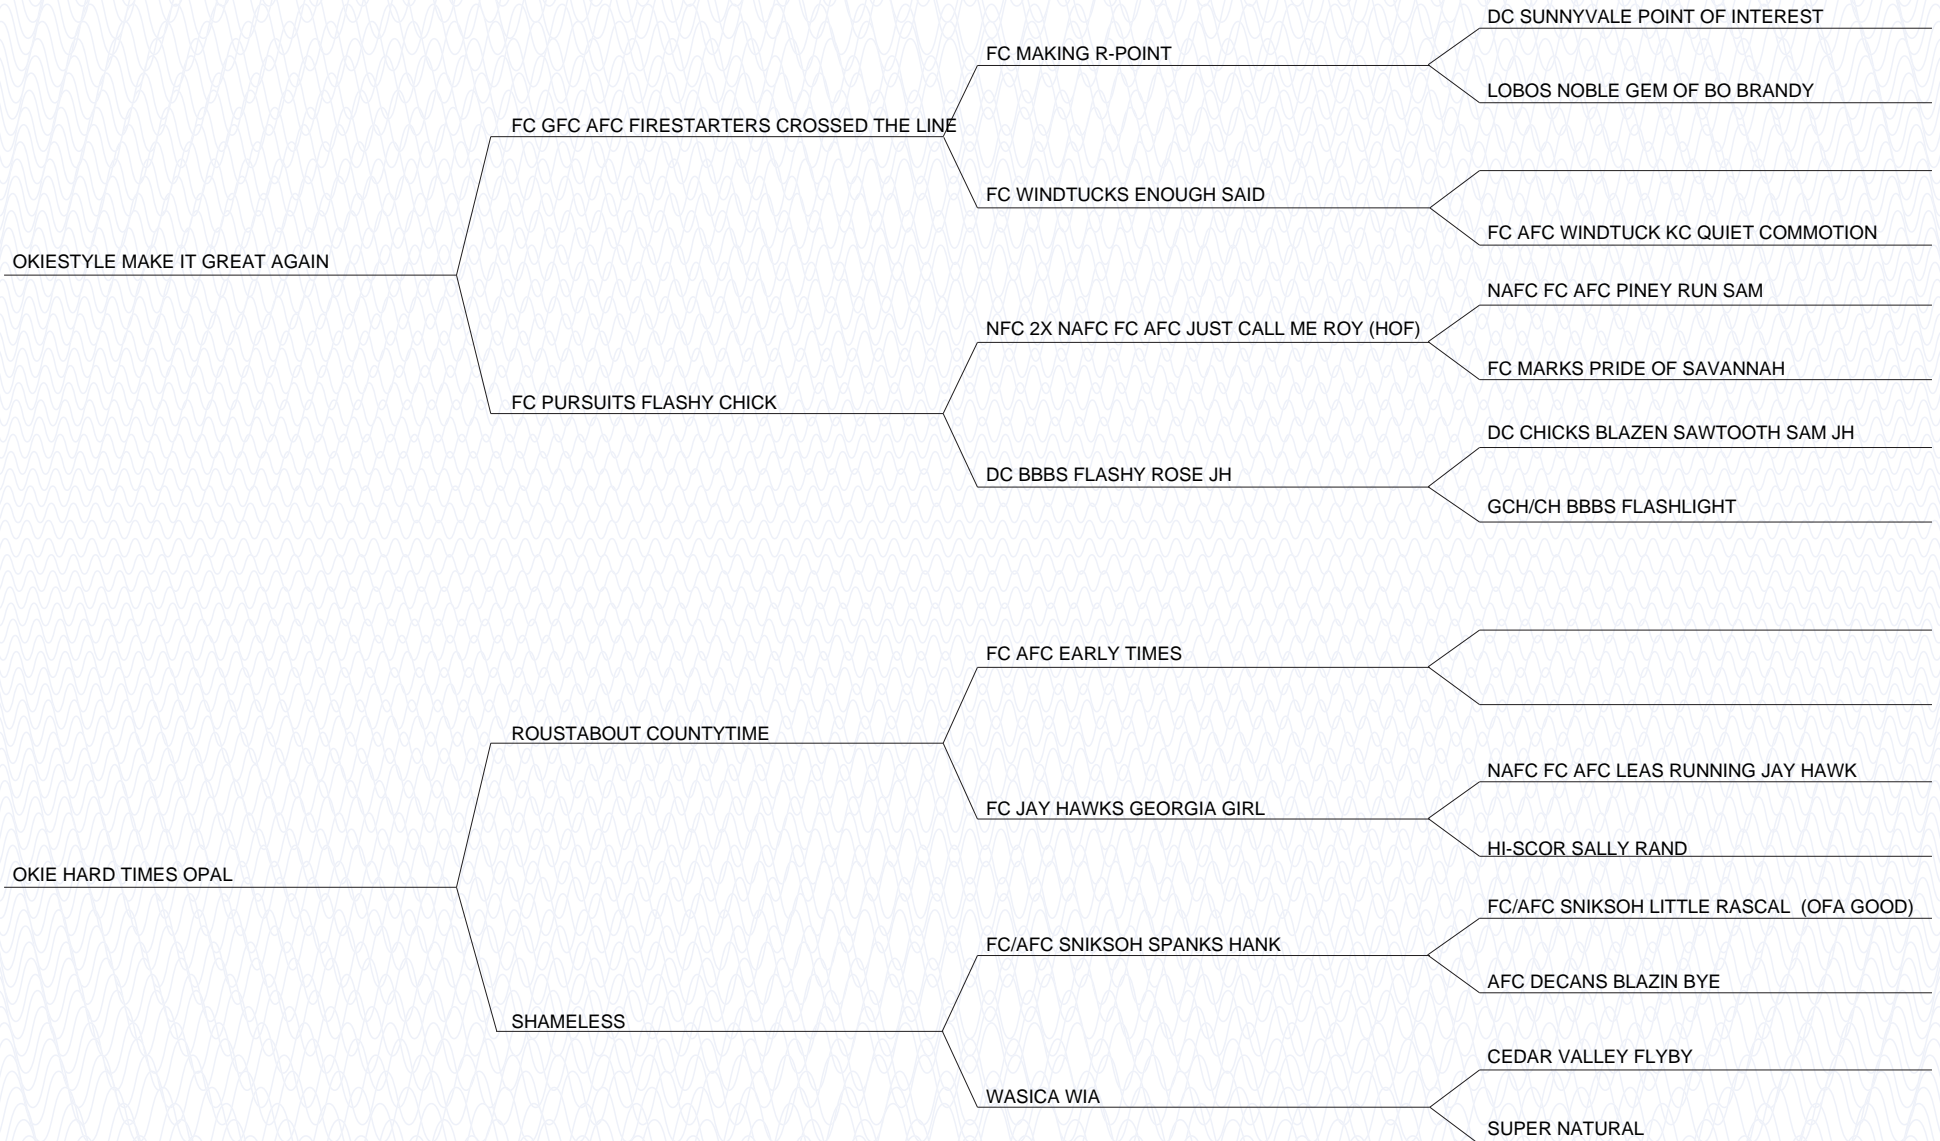 DC SUNNYVALE POINT OF INTEREST
FC MAKING R-POINT
LOBOS NOBLE GEM OF BO BRANDY
FC GFC AFC FIRESTARTERS CROSSED THE LINE
FC WINDTUCKS ENOUGH SAID
FC AFC WINDTUCK KC QUIET COMMOTION
OKIESTYLE MAKE IT GREAT AGAIN
NAFC FC AFC PINEY RUN SAM
NFC 2X NAFC FC AFC JUST CALL ME ROY (HOF)
FC MARKS PRIDE OF SAVANNAH
FC PURSUITS FLASHY CHICK
DC CHICKS BLAZEN SAWTOOTH SAM JH
DC BBBS FLASHY ROSE JH
GCH/CH BBBS FLASHLIGHT
FC AFC EARLY TIMES
ROUSTABOUT COUNTYTIME
NAFC FC AFC LEAS RUNNING JAY HAWK
FC JAY HAWKS GEORGIA GIRL
HI-SCOR SALLY RAND
OKIE HARD TIMES OPAL
FC/AFC SNIKSOH LITTLE RASCAL  (OFA GOOD)
FC/AFC SNIKSOH SPANKS HANK
AFC DECANS BLAZIN BYE
SHAMELESS
CEDAR VALLEY FLYBY
WASICA WIA
SUPER NATURAL